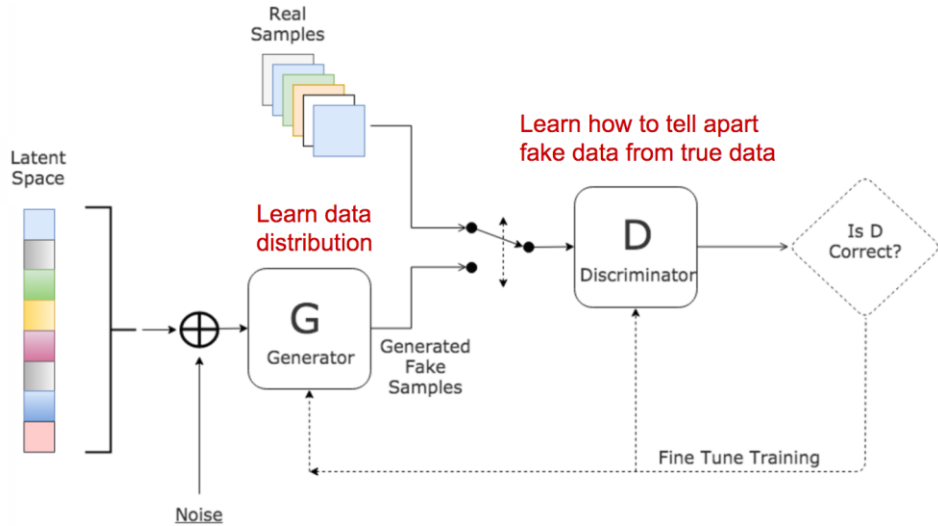 Real
Samples
Learn how to tell apart
fake data from true data
Latent
Space
Learn data
distribution
D
Discriminator
Is D
Correct?
G
Generator
Generated
Fake
Samples
Fine Tune Training
Noise